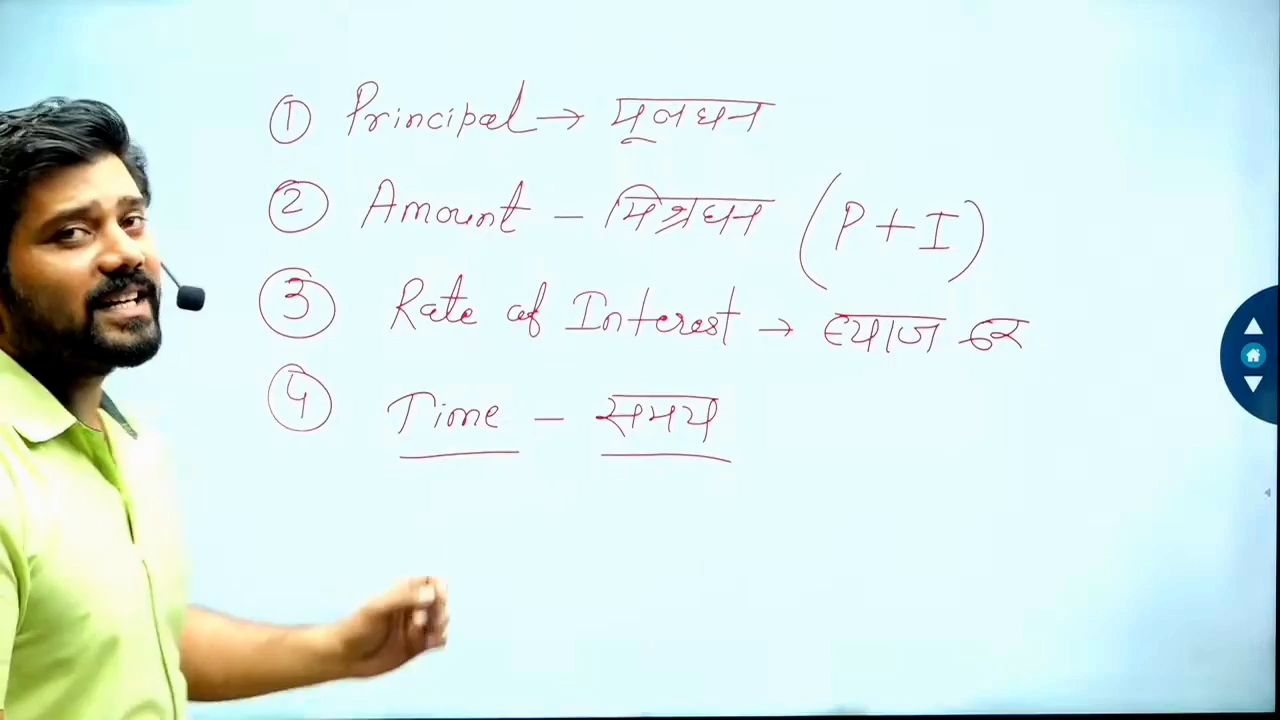 ① Principal → मूलधन
② Amount - मिश्रधन (P + I)
③ Rate of Interest → ब्याज दर
④ Time - समय